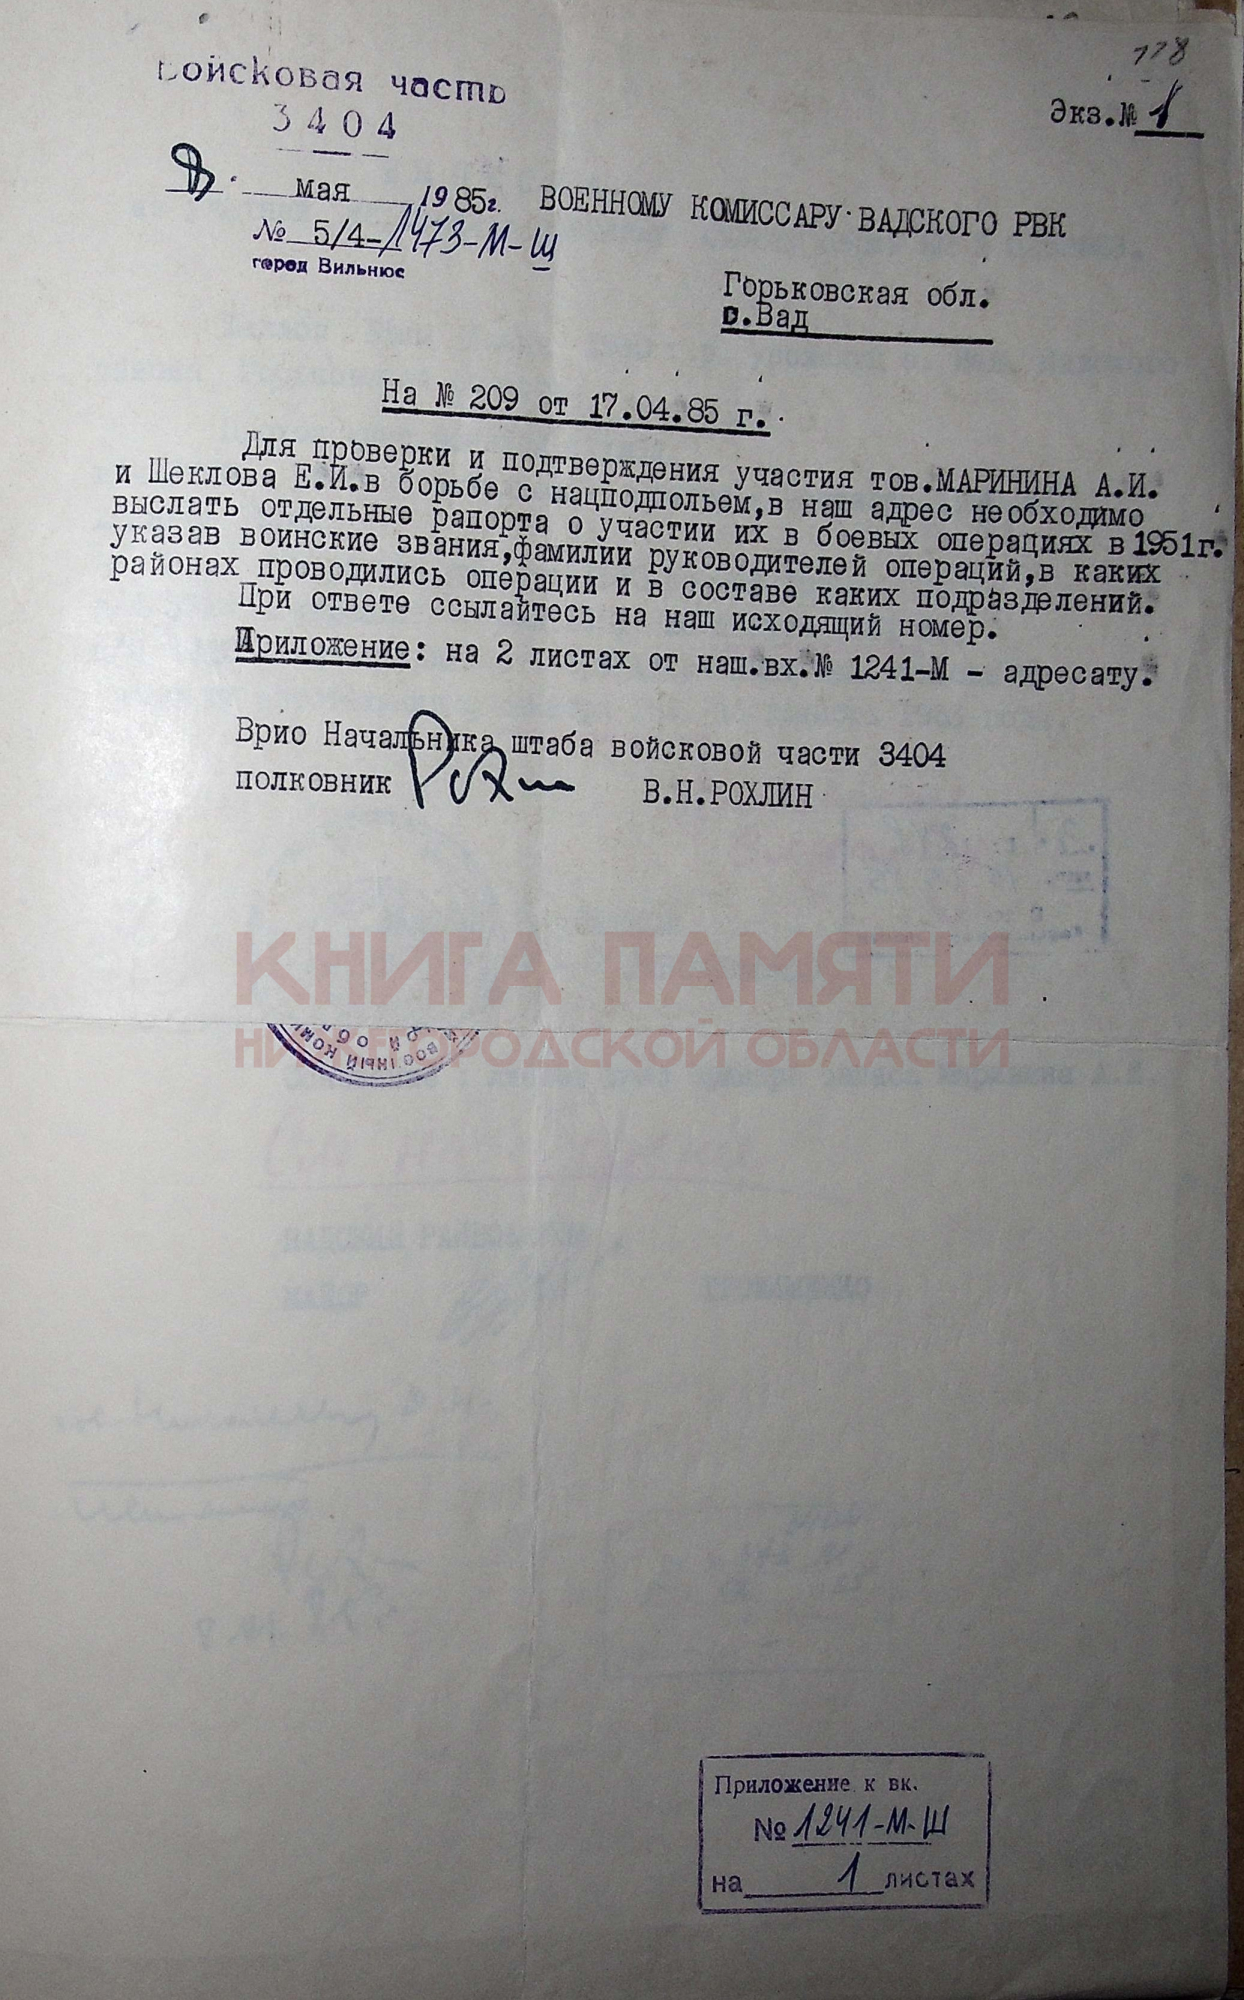 118
Войсковая часть
3404
Экз.№ 1
8 мая 1985г.
ВОЕННОМУ КОМИССАРУ ВАДСКОГО РВК
№ 5/4-1473-М-Щ
город Вильнюс
Горьковская обл.
с.Вад
На № 209 от 17.04.85 г.
Для проверки и подтверждения участия тов.МАРИНИНА А.И.
и Шеклова Е.И.в борьбе с нацподпольем,в наш адрес необходимо
выслать отдельные рапорта о участии их в боевых операциях в 1951г.
указав воинские звания,фамилии руководителей операций,в каких
районах проводились операции и в составе каких подразделений.
При ответе ссылайтесь на наш исходящий номер.
Приложение: на 2 листах от наш.вх.№ 1241-М - адресату.
Врио Начальника штаба войсковой части 3404
полковник В.Н.РОХЛИН
КНИГА ПАМЯТИ
НИЖЕГОРОДСКОЙ ОБЛАСТИ
Приложение к вх.
№ 1241-М-Ш
на 1 листах